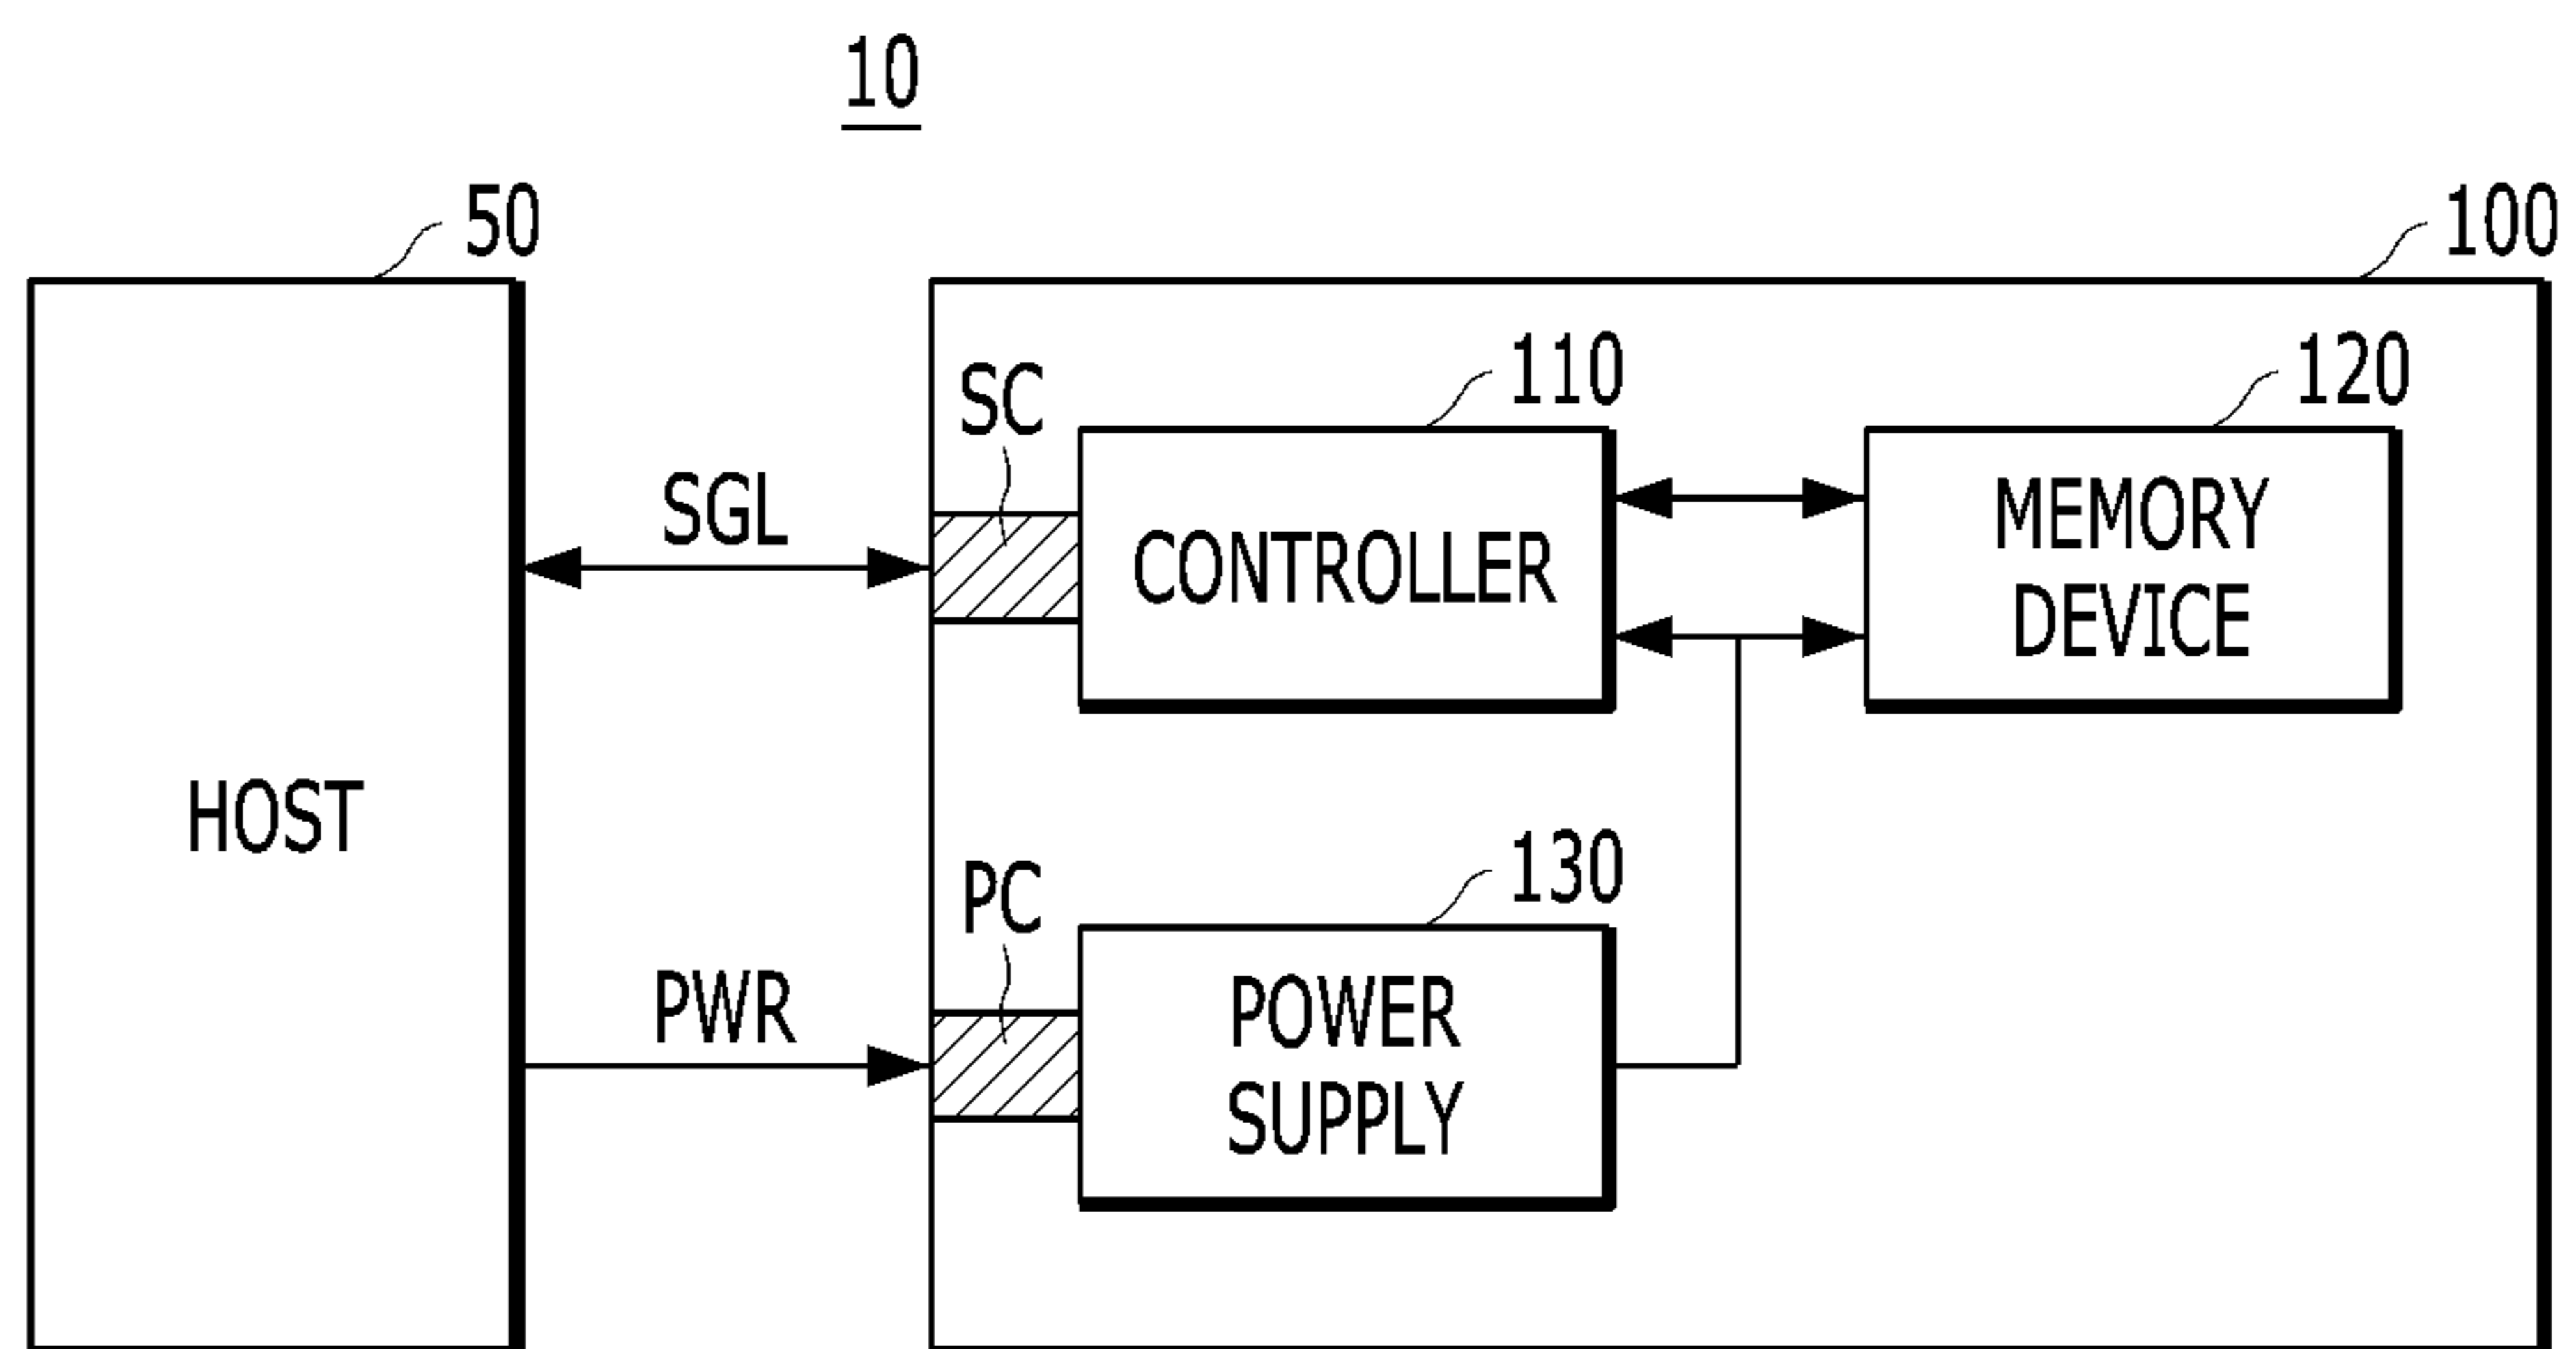 10
50
100
110
120
SC
SGL
CONTROLLER
MEMORY
DEVICE
HOST
130
PC
PWR
POWER
SUPPLY